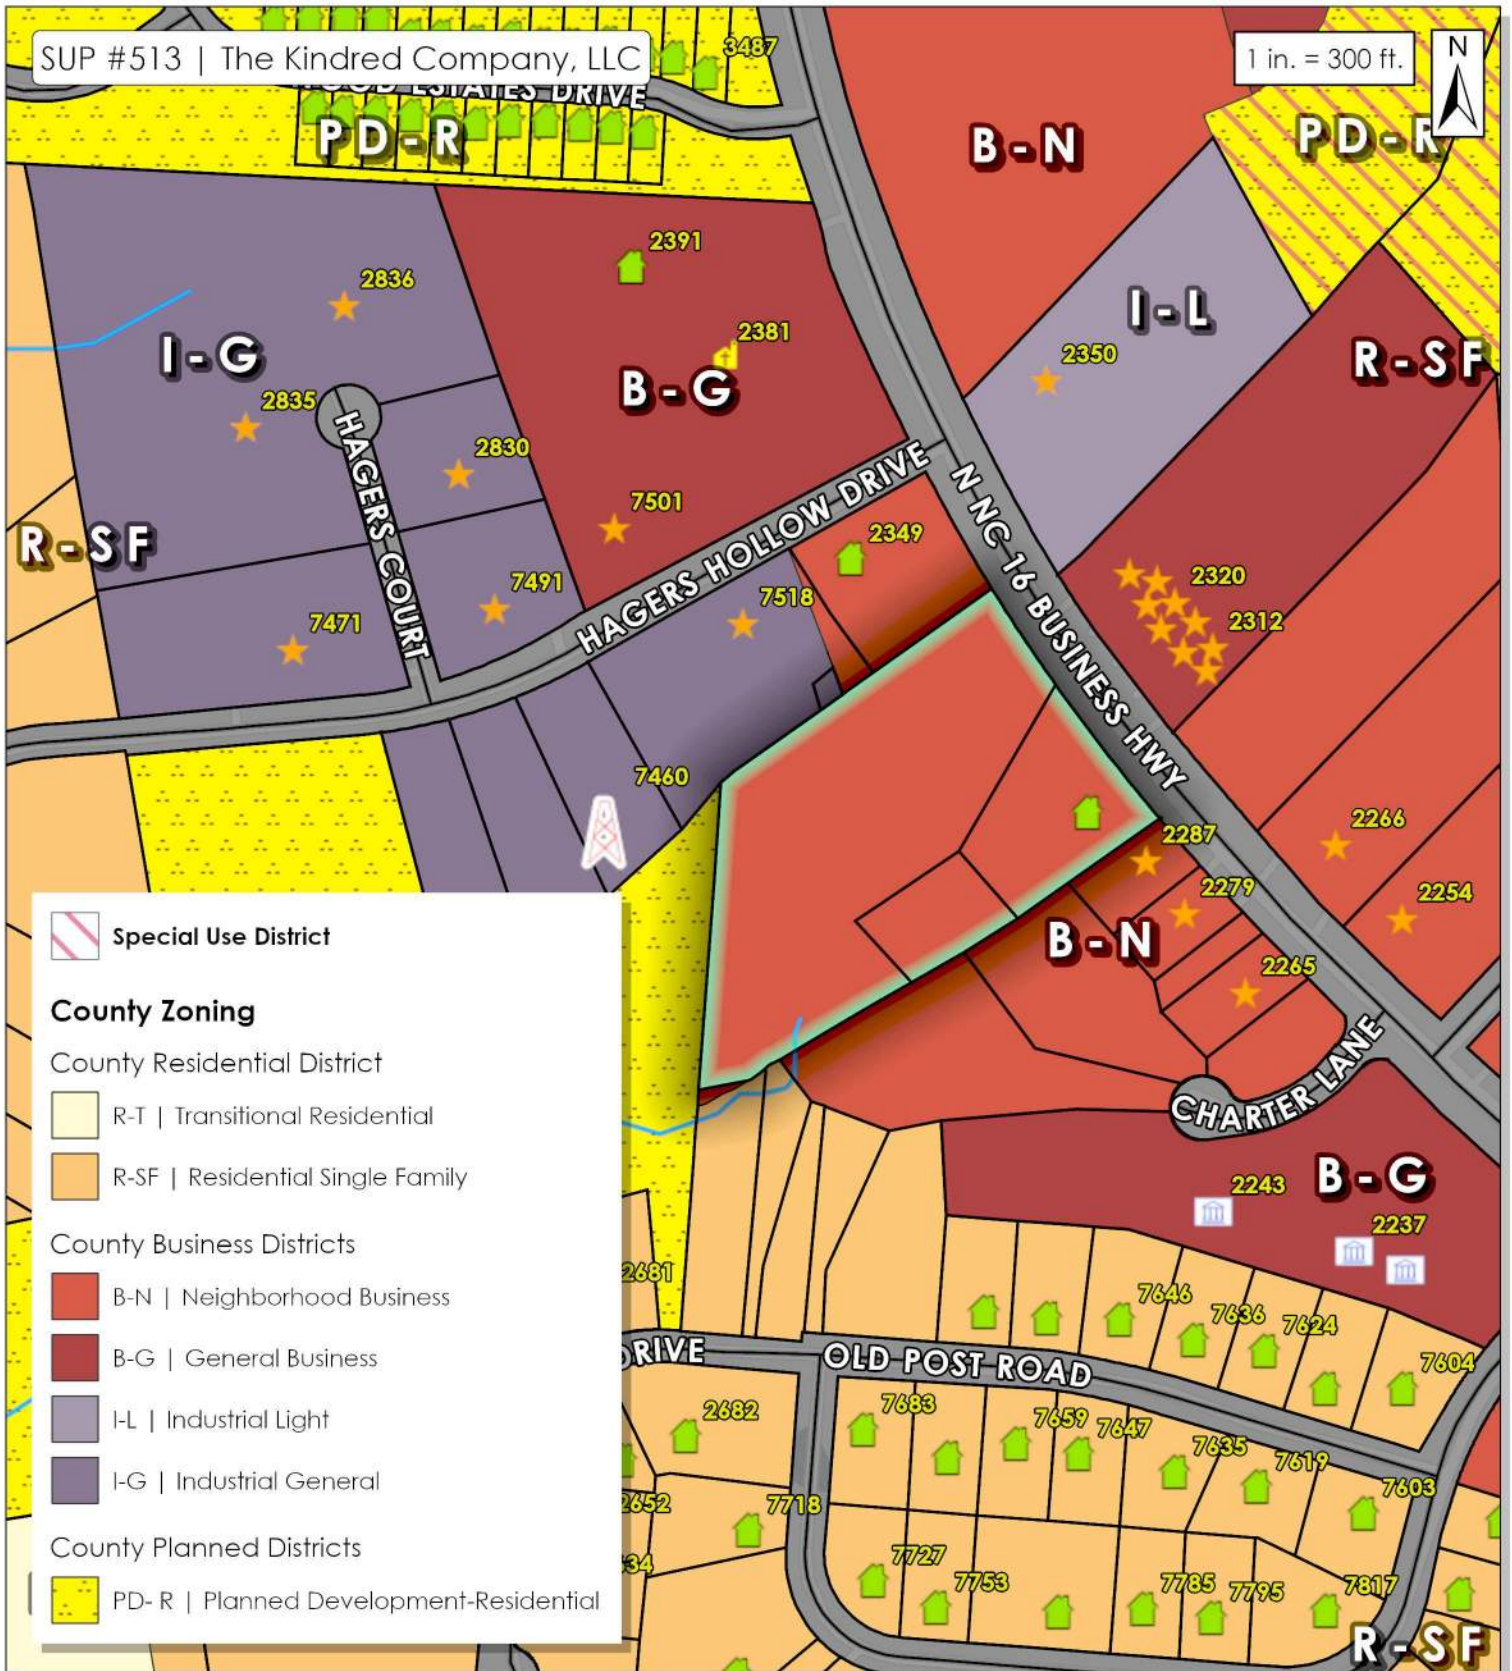 SUP #513 | The Kindred Company, LLC
3487
1 in. = 300 ft.
N
ESTATES DRIVE
PD-R
B-N
PD-R
2391
2836
2381
I-G
B-G
I-L
2350
R-SF
2835
HAGERS COURT
2830
7501
HAGERS HOLLOW DRIVE
N NC 16 BUSINESS HWY
2349
R-SF
7491
7518
2320
2312
7471
7460
2287
2266
2279
2254
B-N
2265
CHARTER LANE
Special Use District
County Zoning
County Residential District
R-T | Transitional Residential
R-SF | Residential Single Family
County Business Districts
B-N | Neighborhood Business
B-G | General Business
I-L | Industrial Light
I-G | Industrial General
County Planned Districts
PD-R | Planned Development-Residential
2243
B-G
2237
2681
7646
7636
7624
7604
DRIVE
OLD POST ROAD
2682
7683
7659
7647
7635
7619
7603
2652
7718
34
7727
7753
7785
7795
7817
R-SF